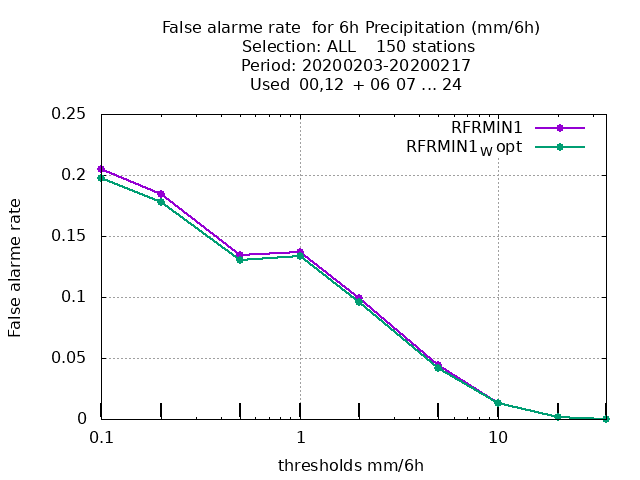 False alarme rate  for 6h Precipitation (mm/6h)
Selection: ALL    150 stations
Period: 20200203-20200217
Used  00,12  + 06 07 ... 24
RFRMIN1
RFRMIN1W opt
False alarme rate
0.25
0.2
0.15
0.1
0.05
0
0.1 1 10
thresholds mm/6h